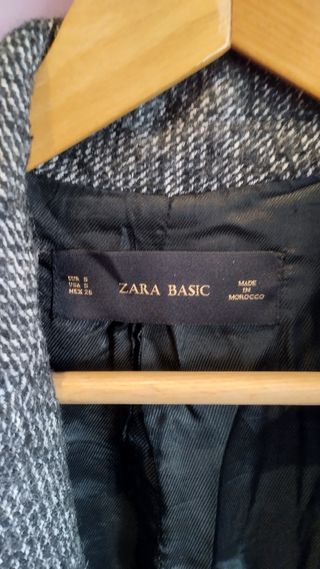 EUR S
USA S
MEX 26
ZARA BASIC
MADE
IN
MOROCCO